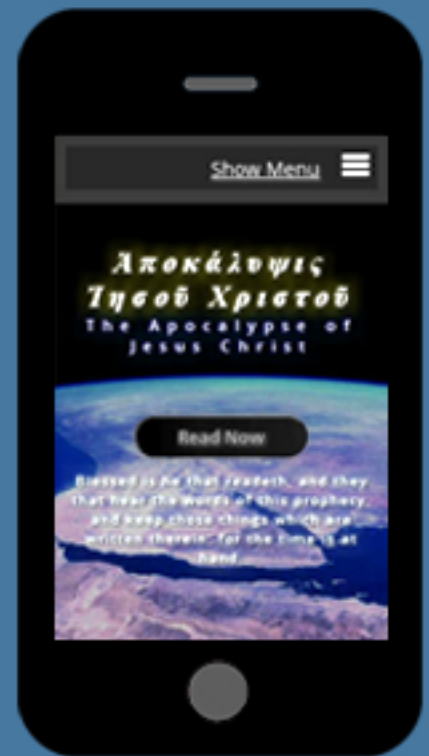 Show Menu
Ἀποκάλυψις
Ἰησοῦ Χριστοῦ
The Apocalypse of
Jesus Christ
Read Now
Blessed is he that readeth, and they
that hear the words of this prophecy,
and keep those things which are
written therein: for the time is at
hand.